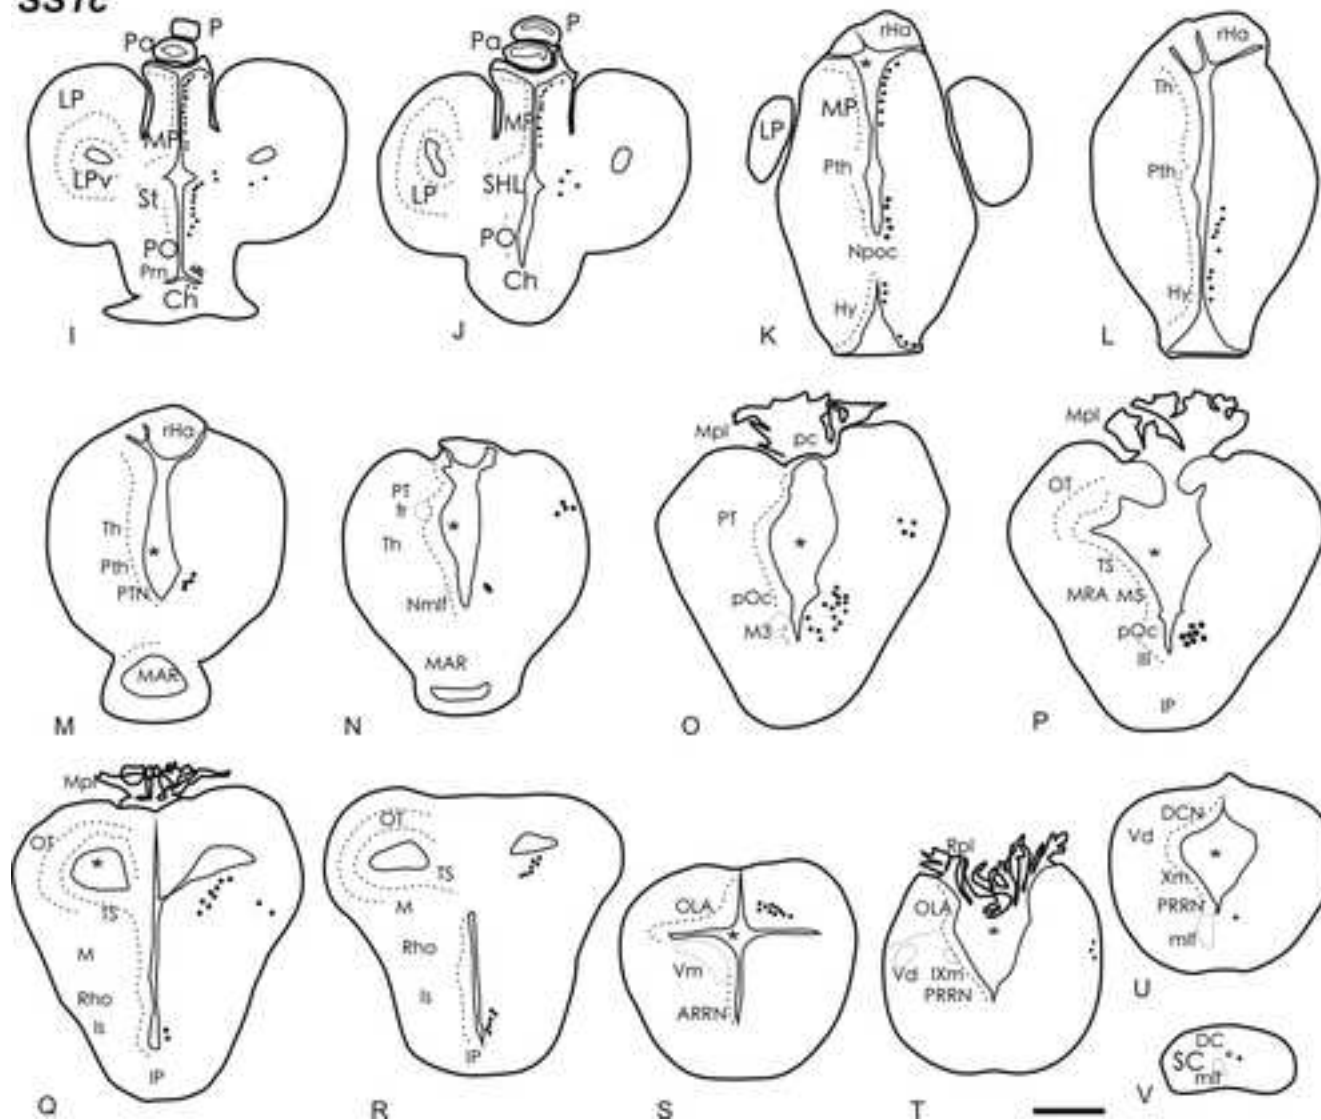 SSTc
Pa P
LP
MP
LPv
St
PO
Prn
Ch
I
Pa P
MP
LP SHL
PO
Ch
J
rHa
*
LP MP
Pth
Npoc
Hy
K
rHa
Th
Pth
Hy
L
rHa
Th
*
Pth
PTN
MAR
M
PT
fr
*
Th
Nmlf
MAR
N
Mpl pc
PT
*
pOc
M3
O
Mpl
OT
*
TS
MRA MS
pOc
III
IP
P
Mpl
OT
*
TS
M
Rho
Is
IP
Q
OT
TS
M
Rho
Is
IP
R
OLA
*
Vm
ARRN
S
Rpl
OLA
*
Vd IXm
PRRN
T
DCN
Vd
*
Xm
PRRN
mlf
U
DC
SC
mlf
V